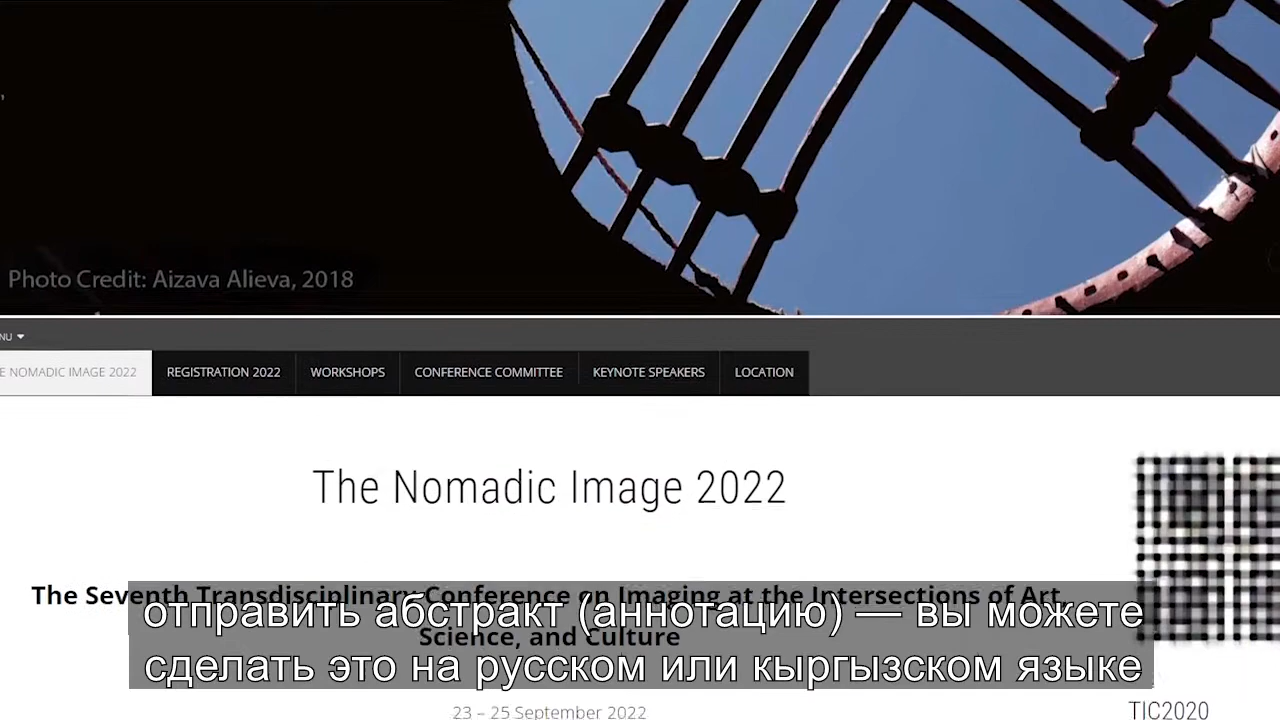 Photo Credit: Aizava Alieva, 2018
NU
E NOMADIC IMAGE 2022 REGISTRATION 2022 WORKSHOPS CONFERENCE COMMITTEE KEYNOTE SPEAKERS LOCATION
The Nomadic Image 2022
The Seventh Transdisciplinary Conference on Imaging at the Intersections of Art
Science, and Culture
отправить абстракт (аннотацию) — вы можете
сделать это на русском или кыргызском языке
23 – 25 September 2022
TIC2020